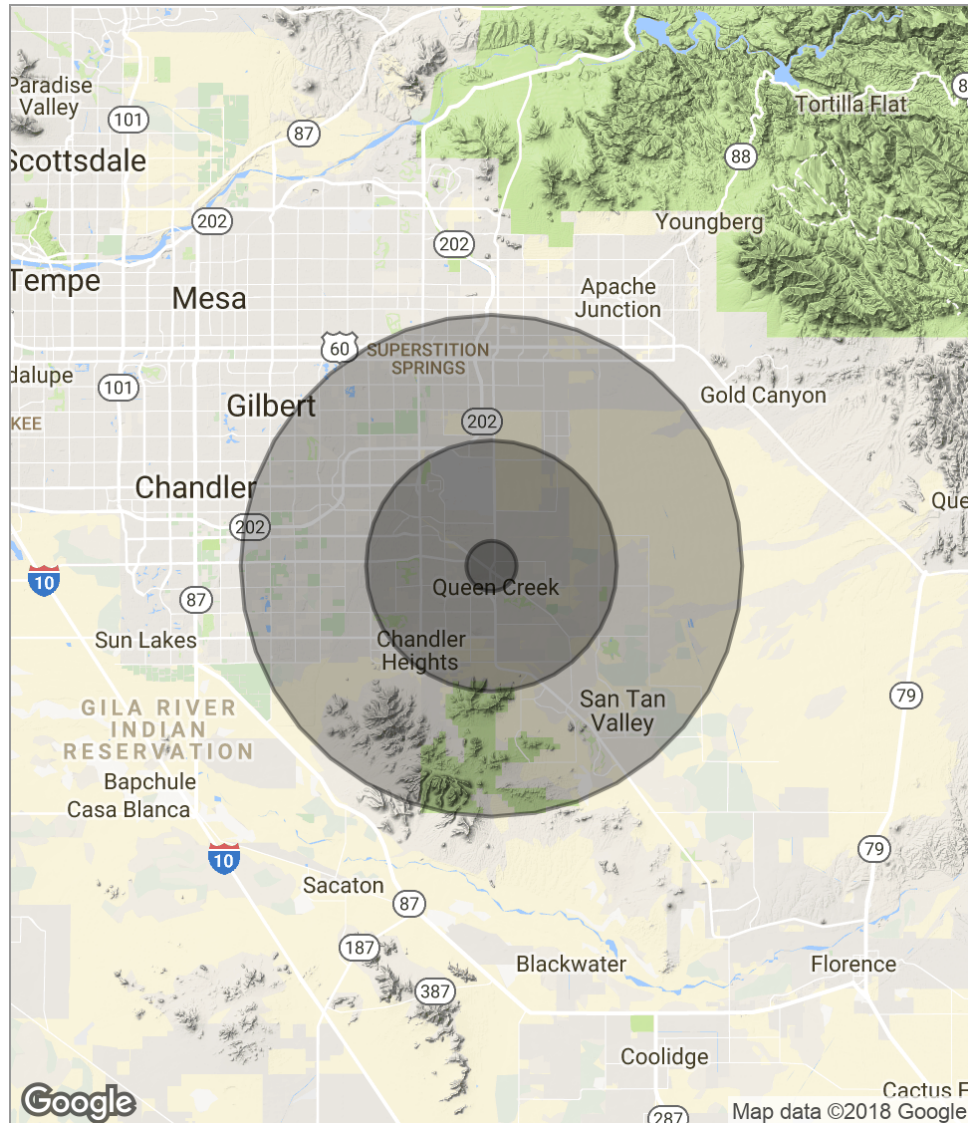 Paradise
Valley
101
87
8
Tortilla Flat
Scottsdale
88
202
Youngberg
202
Tempe
Mesa
Apache
Junction
60
SUPERSTITION
SPRINGS
dalupe
101
Gold Canyon
Gilbert
KEE
202
Chandler
Que
202
10
87
Queen Creek
Sun Lakes
Chandler
Heights
79
San Tan
Valley
GILA RIVER
INDIAN
RESERVATION
Bapchule
Casa Blanca
10
79
Sacaton
87
187
Blackwater
Florence
387
Coolidge
Cactus F
Google
287
Map data ©2018 Google